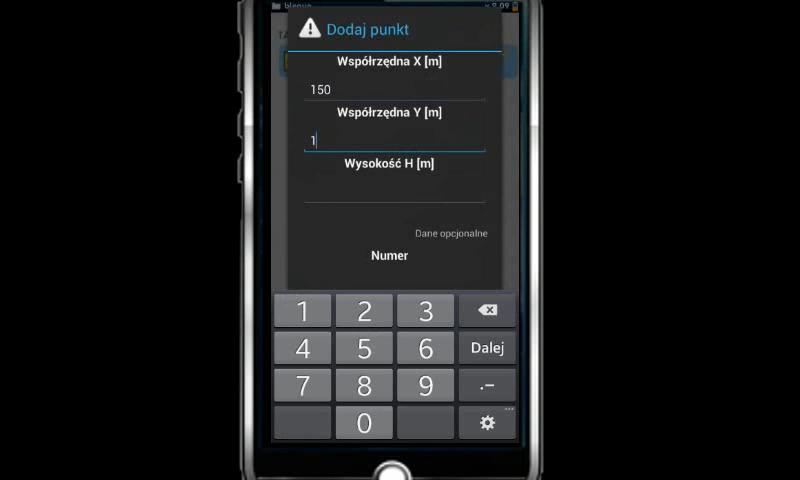 Dodaj punkt
Współrzędna X [m]
150
Współrzędna Y [m]
1
Wysokość H [m]
Dane opcjonalne
Numer
1 2 3
4 5 6 Dalej
7 8 9 .–
0